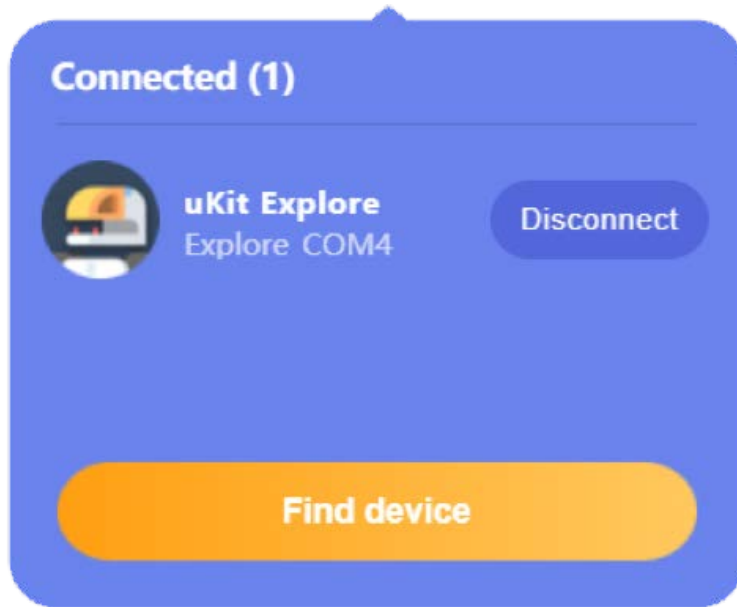 Connected (1)
uKit Explore
Explore COM4
Disconnect
Find device